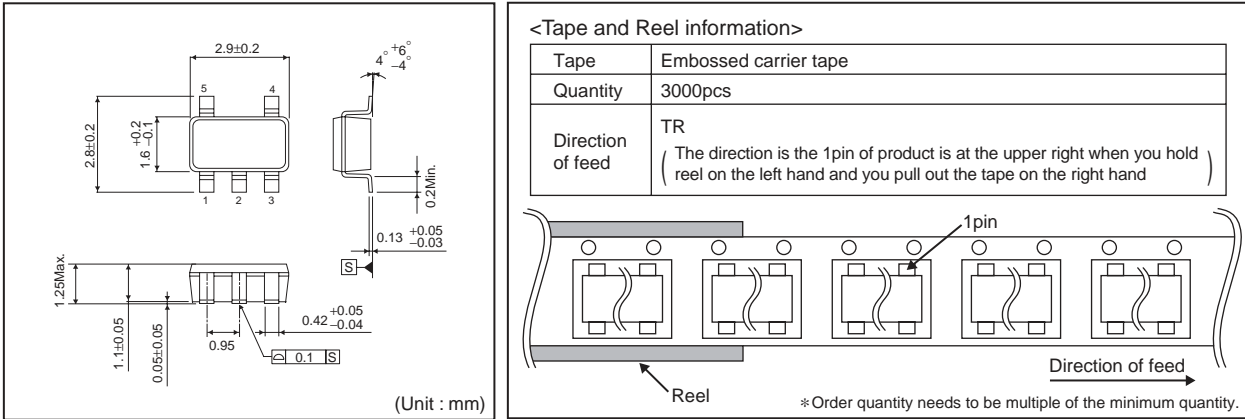 2.9±0.2
5 4
2.8±0.2
1.6 +0.2 −0.1
1 2 3
4° +6° −4°
0.2Min.
0.13 +0.05 −0.03
S
1.25Max.
1.1±0.05
0.05±0.05
0.95
0.42 +0.05 −0.04
0.1 S
(Unit : mm)
<Tape and Reel information>
Tape Embossed carrier tape
Quantity 3000pcs
Direction of feed
TR
( The direction is the 1pin of product is at the upper right when you hold
reel on the left hand and you pull out the tape on the right hand )
1pin
Reel
Direction of feed
∗Order quantity needs to be multiple of the minimum quantity.